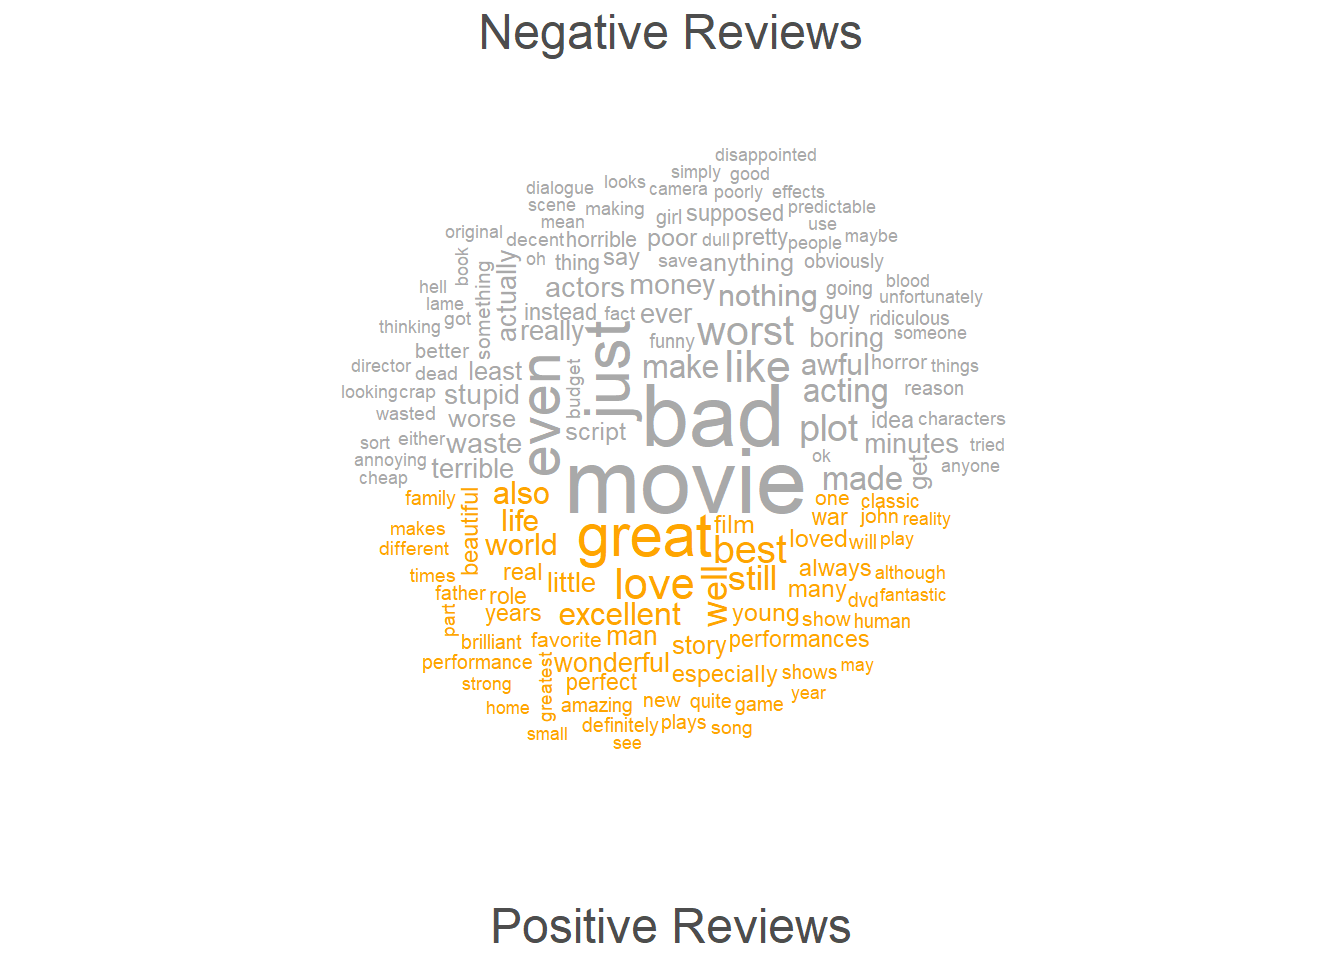 Negative Reviews
disappointed
simply good
dialogue looks camera poorly effects
scene making girl supposed predictable
mean use
original decent horrible poor dull pretty people maybe
book oh thing say save anything obviously
something actually actors money nothing going blood
hell unfortunately
lame instead fact ever guy ridiculous
thinking got really just funny worst boring someone
better even budget make like awful horror things
director dead least
looking crap stupid bad acting reason
wasted worse script plot idea characters
sort either waste minutes tried
annoying terrible movie ok get anyone
cheap made
family beautiful also one classic
life great film war john reality
makes world best loved will play
different
times real little love well still always although
father role many dvd fantastic
part years excellent young show human
brilliant favorite man story performances
performance greatest wonderful especially shows may
strong perfect
home amazing new quite game year
small definitely plays song
see
Positive Reviews